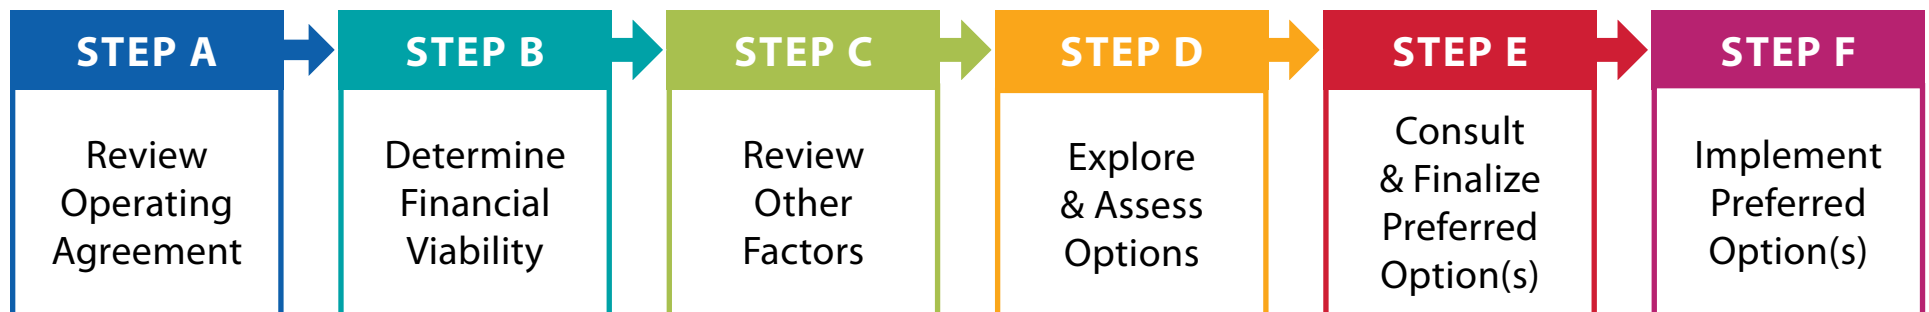 STEP A
Review
Operating
Agreement
STEP B
Determine
Financial
Viability
STEP C
Review
Other
Factors
STEP D
Explore
& Assess
Options
STEP E
Consult
& Finalize
Preferred
Option(s)
STEP F
Implement
Preferred
Option(s)